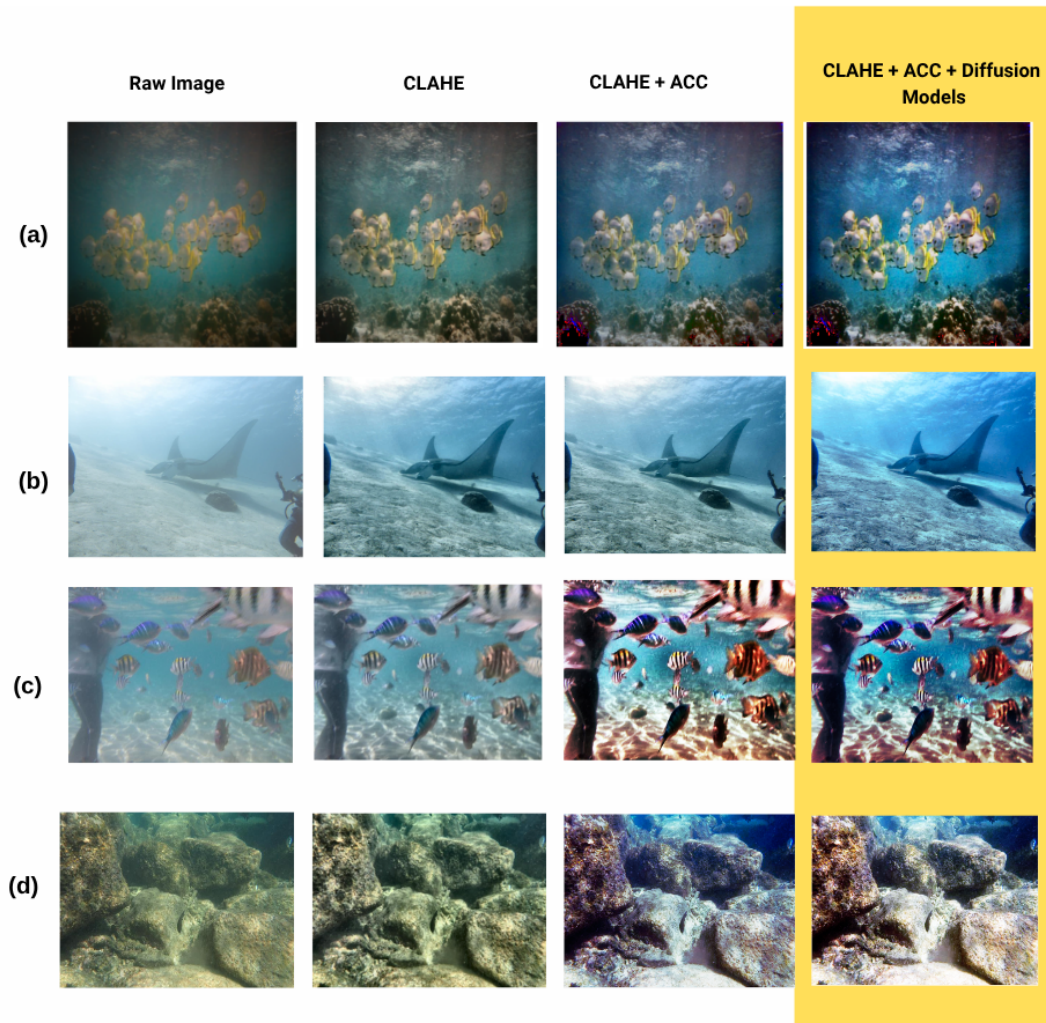 Raw Image
CLAHE
CLAHE + ACC
CLAHE + ACC + Diffusion
Models
(a)
(b)
(c)
(d)